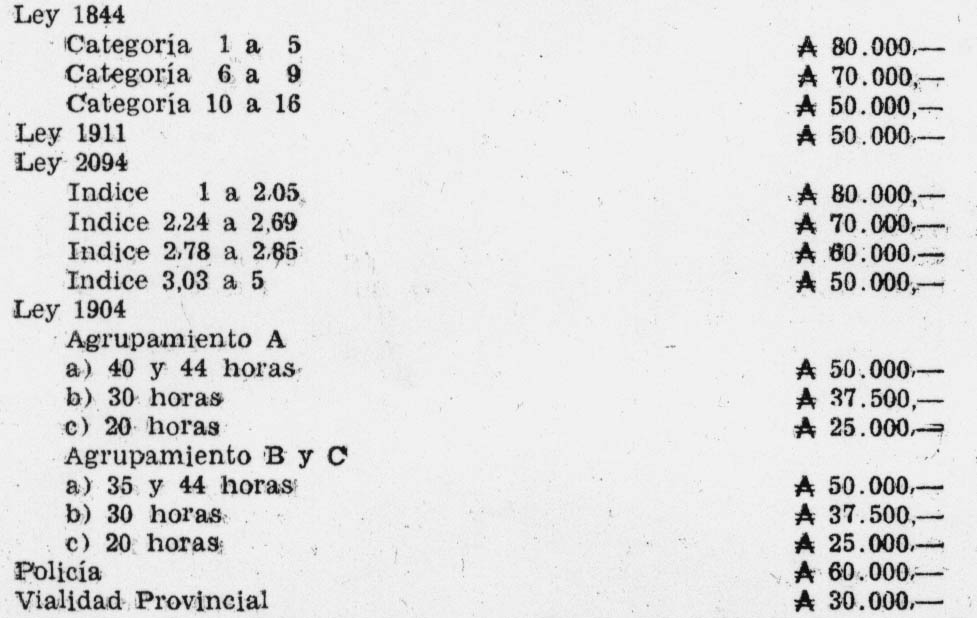 Ley 1844
Categoría 1 a 5 ₳ 80.000,—
Categoría 6 a 9 ₳ 70.000,—
Categoría 10 a 16 ₳ 50.000,—
Ley 1911 ₳ 50.000,—
Ley 2094
Indice 1 a 2.05 ₳ 80.000,—
Indice 2.24 a 2,69 ₳ 70.000,—
Indice 2.78 a 2,85 ₳ 60.000,—
Indice 3,03 a 5 ₳ 50.000,—
Ley 1904
Agrupamiento A
a) 40 y 44 horas ₳ 50.000,—
b) 30 horas ₳ 37.500,—
c) 20 horas ₳ 25.000,—
Agrupamiento B y C
a) 35 y 44 horas ₳ 50.000,—
b) 30 horas ₳ 37.500,—
c) 20 horas ₳ 25.000,—
Policía ₳ 60.000,—
Vialidad Provincial ₳ 30.000,—